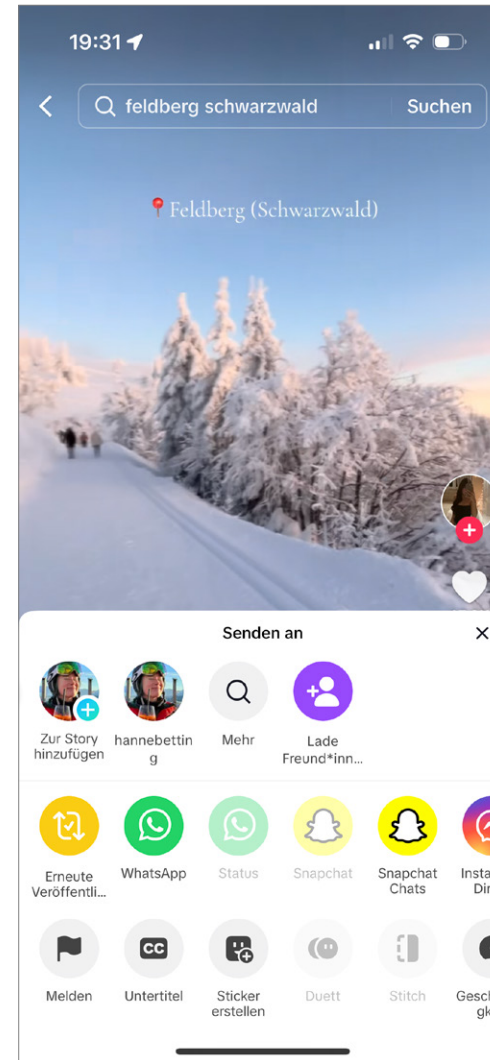 19:31
feldberg schwarzwald
Suchen
Feldberg (Schwarzwald)
Senden an
Zur Story
hinzufügen
hannebettin
g
Mehr
Lade
Freund*inn...
Erneute
Veröffentli...
WhatsApp
Status
Snapchat
Snapchat
Chats
Insta
Dir
Melden
CC
Untertitel
Sticker
erstellen
Duett
Stitch
Gesch
gk